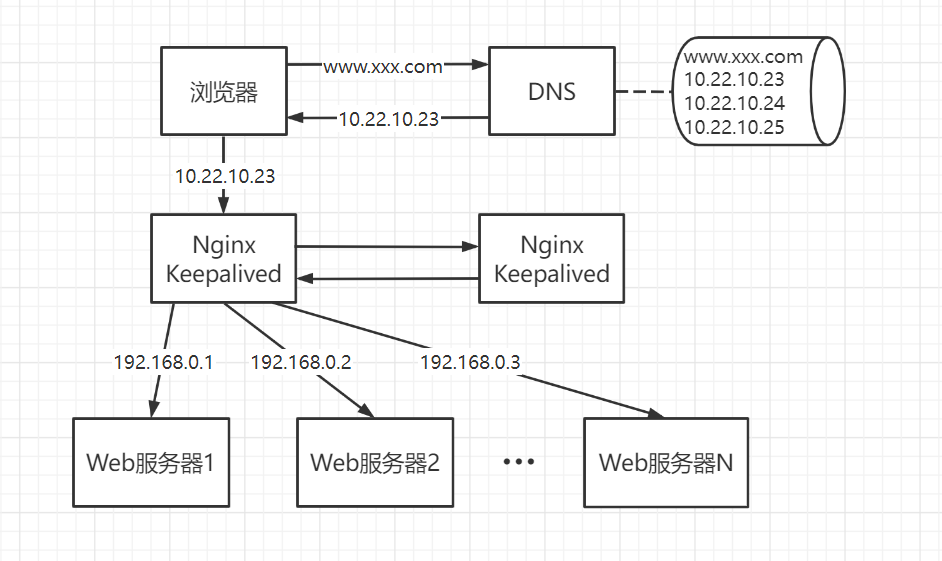 www.xxx.com
浏览器
www.xxx.com
DNS
10.22.10.23
10.22.10.24
10.22.10.23
10.22.10.25
10.22.10.23
Nginx
Keepalived
Nginx
Keepalived
192.168.0.1
192.168.0.2
192.168.0.3
Web服务器1
Web服务器2
•••
Web服务器N